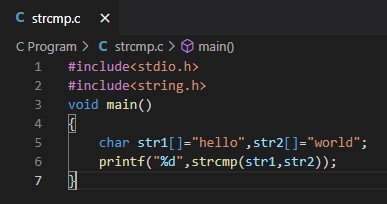 C strcmp.c ×
C Program > C strcmp.c > main()
1 #include<stdio.h>
2 #include<string.h>
3 void main()
4 {
5 char str1[]="hello",str2[]="world";
6 printf("%d",strcmp(str1,str2));
7 }